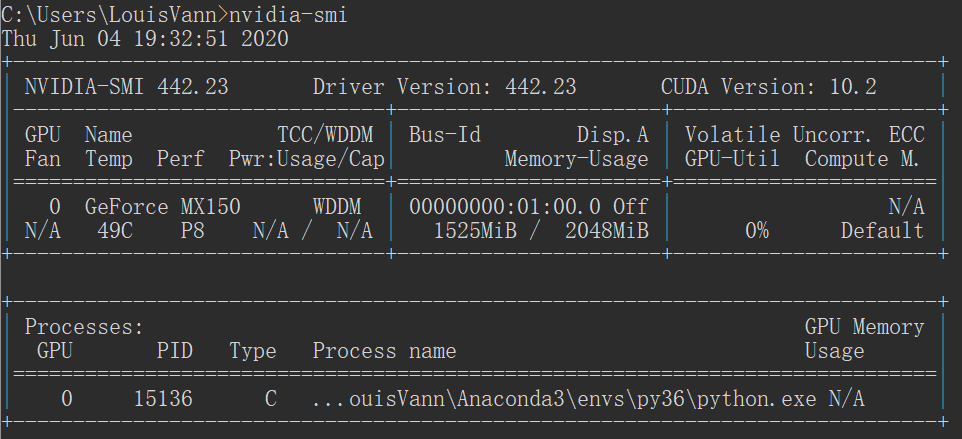 C:\Users\LouisVann>nvidia-smi
Thu Jun 04 19:32:51 2020
+-----------------------------------------------------------------------------+
| NVIDIA-SMI 442.23       Driver Version: 442.23       CUDA Version: 10.2     |
|-------------------------------+----------------------+----------------------+
| GPU  Name            TCC/WDDM | Bus-Id        Disp.A | Volatile Uncorr. ECC |
| Fan  Temp  Perf  Pwr:Usage/Cap|         Memory-Usage | GPU-Util  Compute M. |
|===============================+======================+======================|
|   0  GeForce MX150      WDDM  | 00000000:01:00.0 Off |                  N/A |
| N/A   49C    P8    N/A /  N/A |   1525MiB /  2048MiB |      0%      Default |
+-------------------------------+----------------------+----------------------+
+-----------------------------------------------------------------------------+
| Processes:                                                       GPU Memory |
|  GPU       PID   Type   Process name                             Usage      |
|=============================================================================|
|    0     15136      C   ...ouisVann\Anaconda3\envs\py36\python.exe N/A      |
+-----------------------------------------------------------------------------+